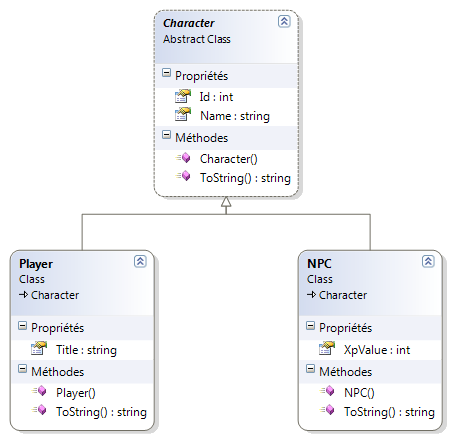 Character
Abstract Class
Propriétés
Id : int
Name : string
Méthodes
Character()
ToString() : string
Player
Class
Character
Propriétés
Title : string
Méthodes
Player()
ToString() : string
NPC
Class
Character
Propriétés
XpValue : int
Méthodes
NPC()
ToString() : string